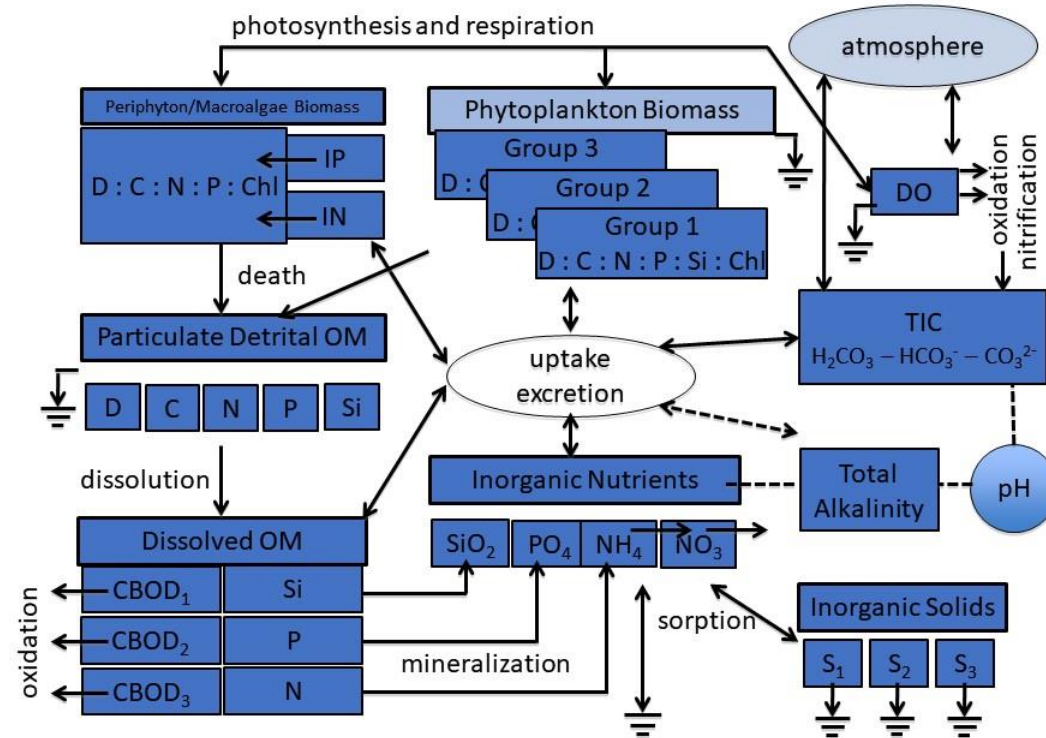 photosynthesis and respiration
atmosphere
Periphyton/Macroalgae Biomass
Phytoplankton Biomass
IP
D : C : N : P : Chl
IN
Group 3
D : C
Group 2
D : C
Group 1
D : C : N : P : Si : Chl
DO
oxidation
nitrification
death
Particulate Detrital OM
D
C
N
P
Si
uptake
excretion
TIC
H₂CO₃ – HCO₃⁻ – CO₃²⁻
dissolution
Inorganic Nutrients
Total
Alkalinity
pH
Dissolved OM
SiO₂
PO₄
NH₄
NO₃
oxidation
CBOD₁
Si
CBOD₂
P
CBOD₃
N
mineralization
sorption
Inorganic Solids
S₁
S₂
S₃